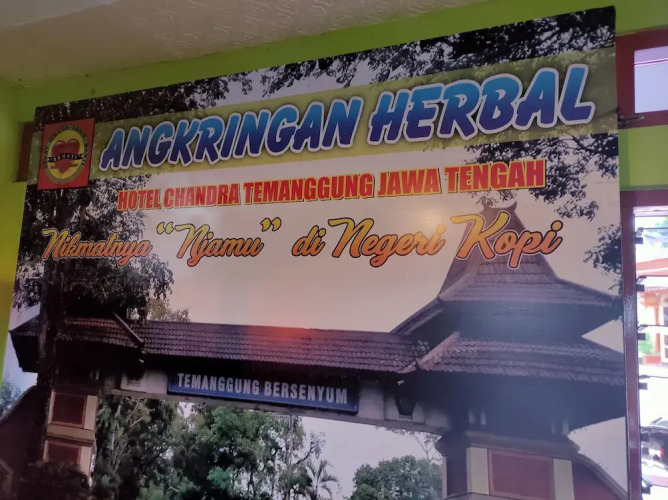 ANGKRINGAN HERBAL
HOTEL CHANDRA TEMANGGUNG JAWA TENGAH
Nikmatnya "Njamu" di Negeri Kopi
TEMANGGUNG BERSENYUM